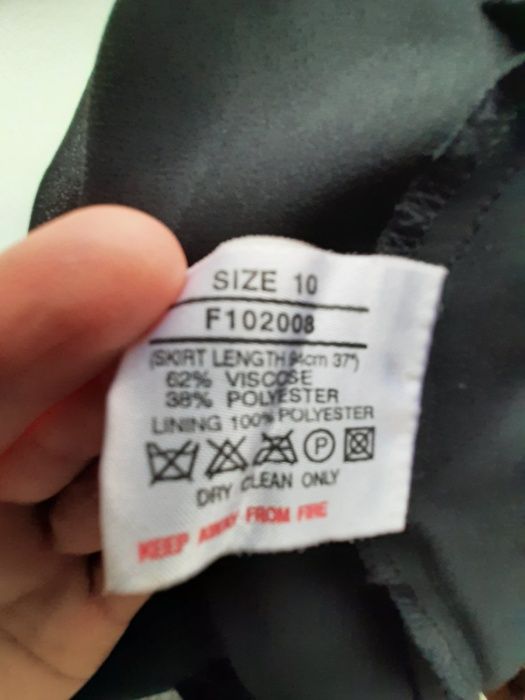 SIZE 10
F102008
(SKIRT LENGTH 94cm 37")
62% VISCOSE
38% POLYESTER
LINING 100% POLYESTER
P
DRY CLEAN ONLY
KEEP AWAY FROM FIRE